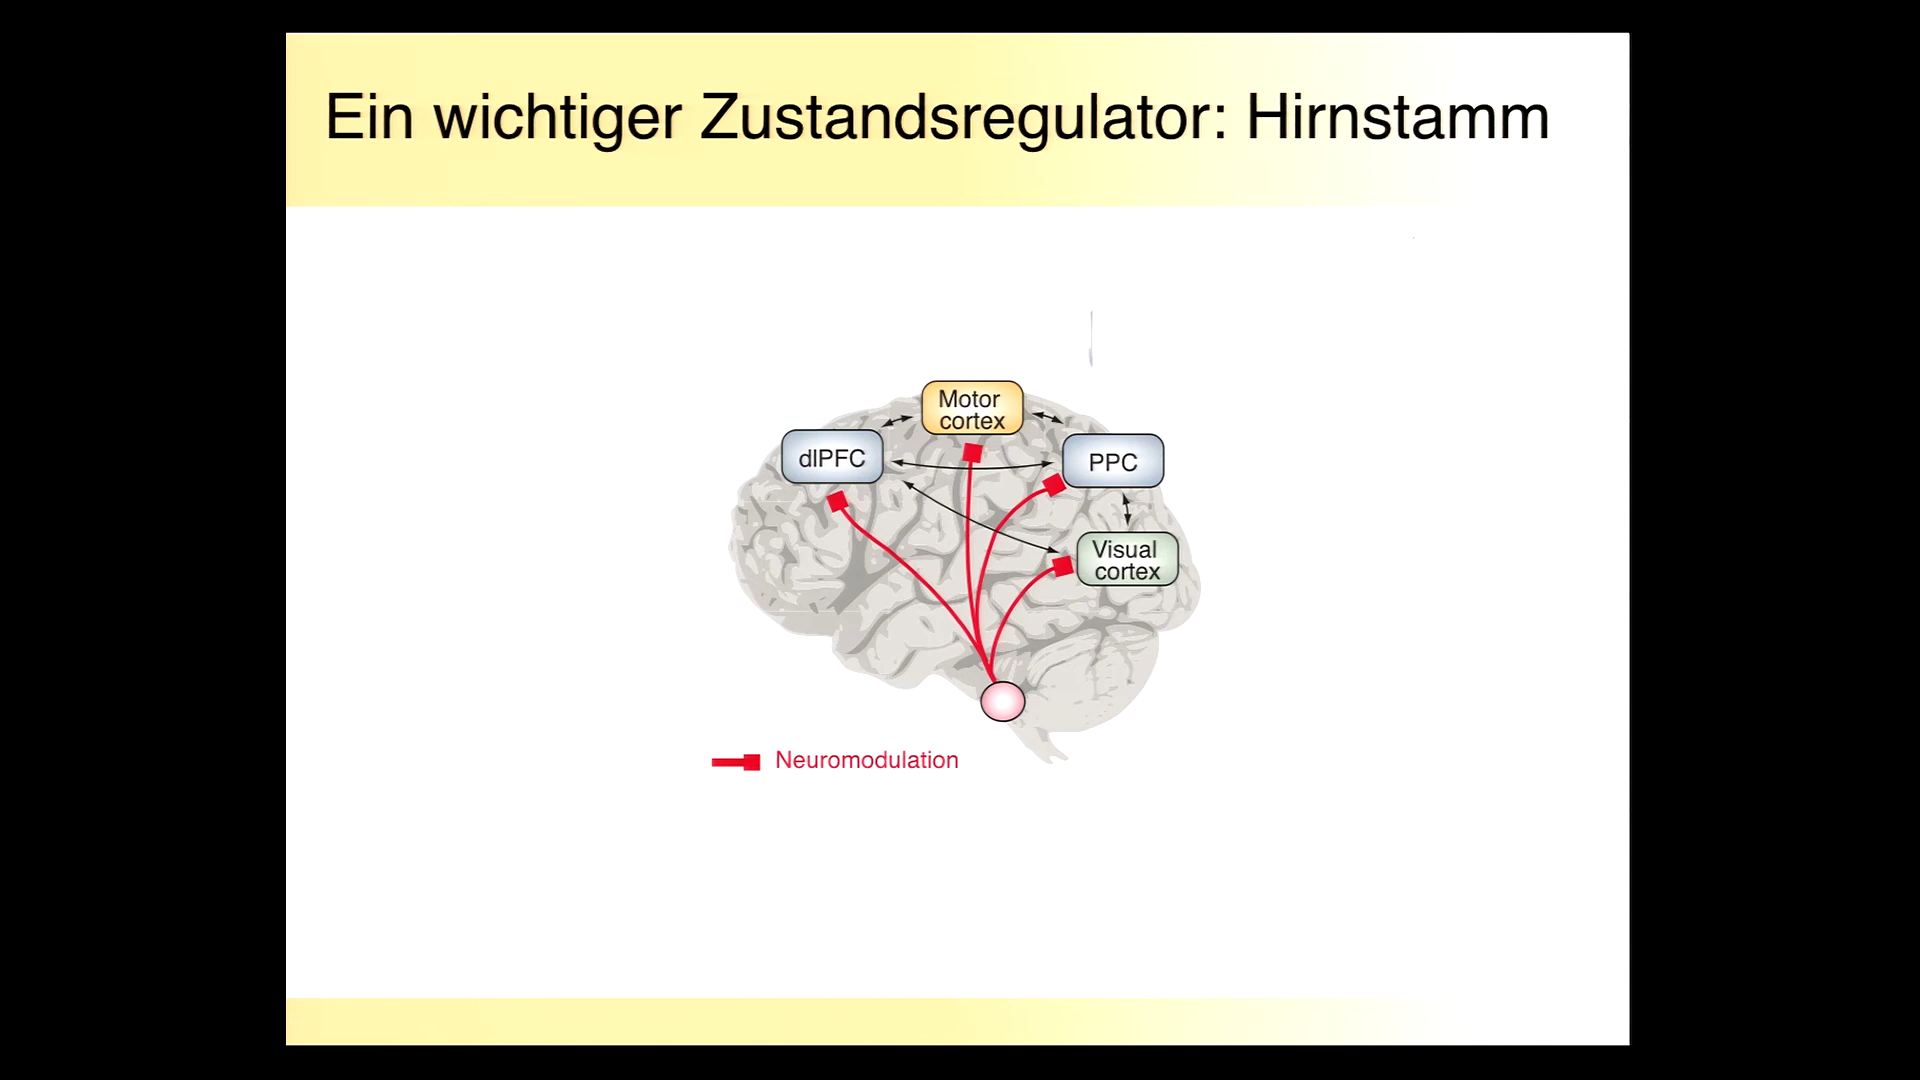 Ein wichtiger Zustandsregulator: Hirnstamm
Motor
cortex
dlPFC
PPC
Visual
cortex
Neuromodulation